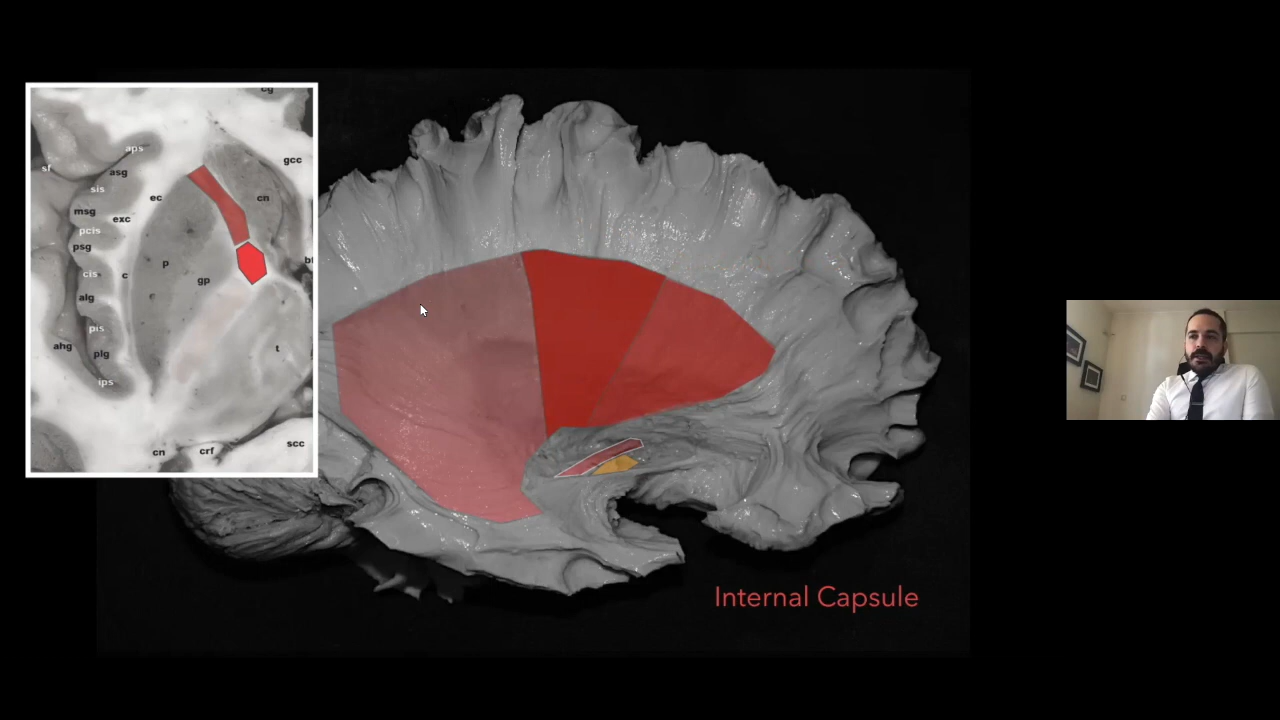 cg
aps
gcc
sf
asg
sis
ec
cn
msg
exc
pcis
psg
p
cis
c
gp
alg
pis
ahg
plg
t
ips
scc
cn
crf
Internal Capsule